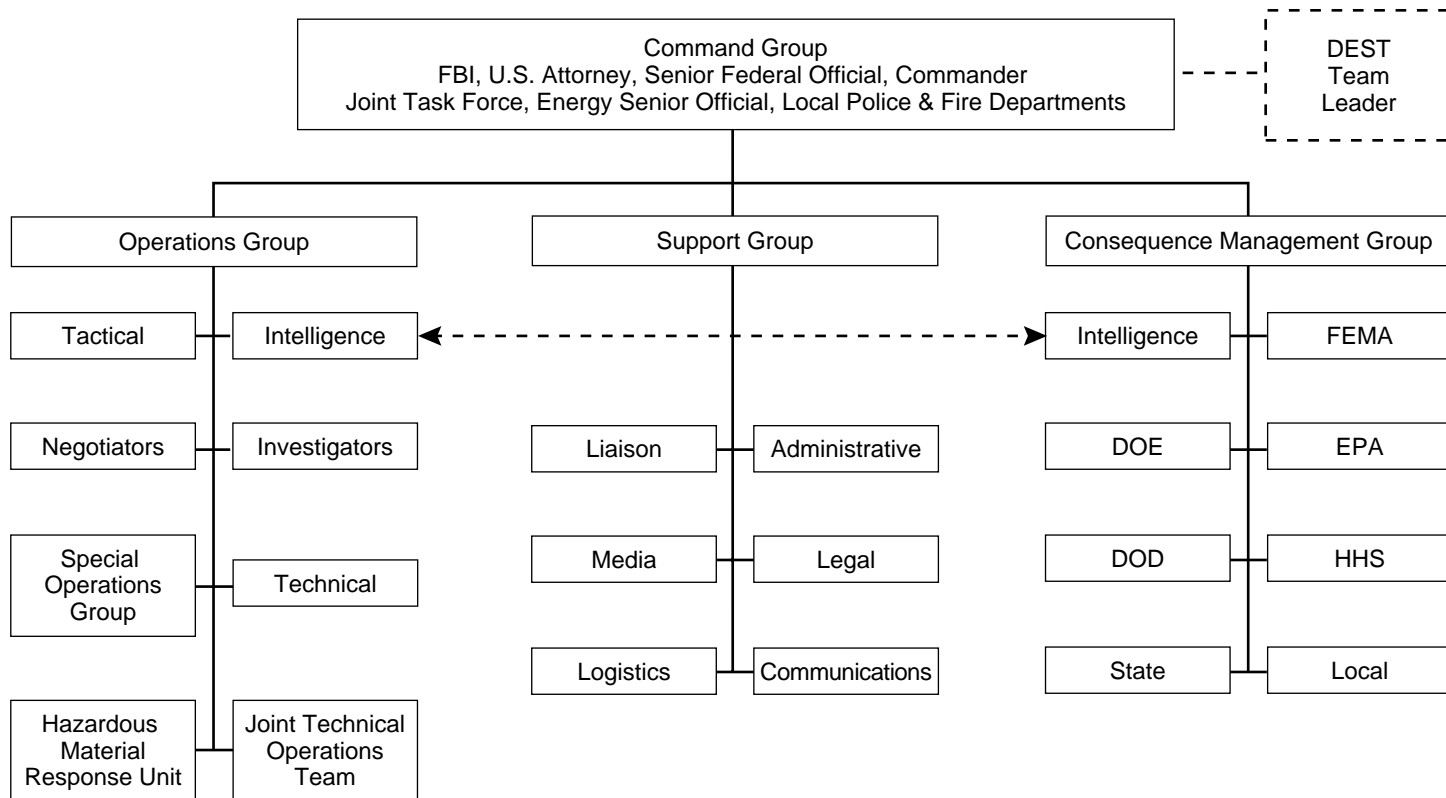 Command Group
FBI, U.S. Attorney, Senior Federal Official, Commander
Joint Task Force, Energy Senior Official, Local Police & Fire Departments
DEST
Team
Leader
Operations Group
Support Group
Consequence Management Group
Tactical
Intelligence
Intelligence
FEMA
Negotiators
Investigators
Liaison
Administrative
DOE
EPA
Special
Operations
Group
Technical
Media
Legal
DOD
HHS
Logistics
Communications
State
Local
Hazardous
Material
Response Unit
Joint Technical
Operations
Team